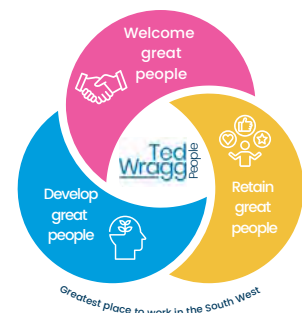 Welcome
great
people
Ted
Wragg
People
Develop
great
people
Retain
great
people
Greatest place to work in the South West